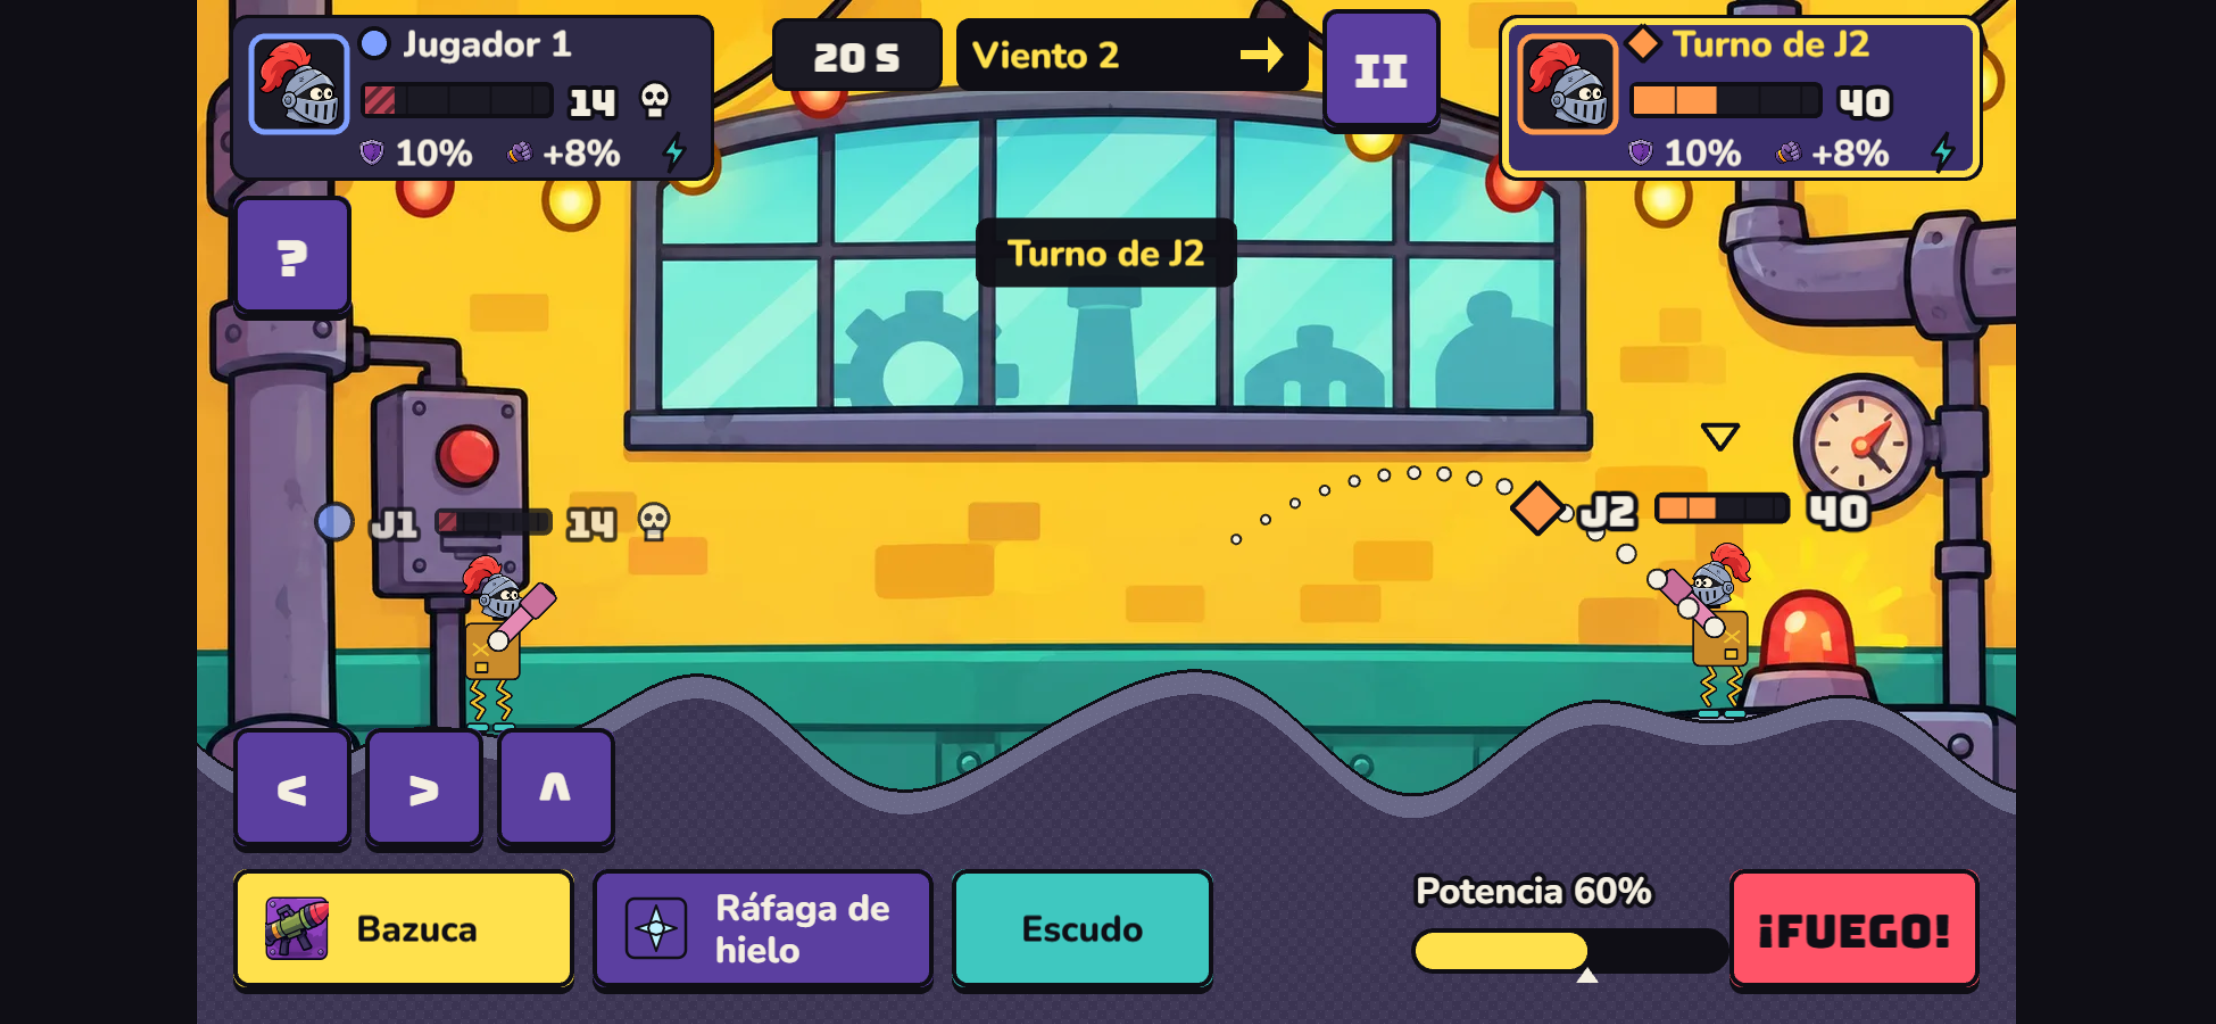 Jugador 1
14
10% +8%
20 S
Viento 2 →
II
Turno de J2
40
10% +8%
?
Turno de J2
J1 14
J2 40
< > ^
Bazuca
Ráfaga de
hielo
Escudo
Potencia 60%
¡FUEGO!